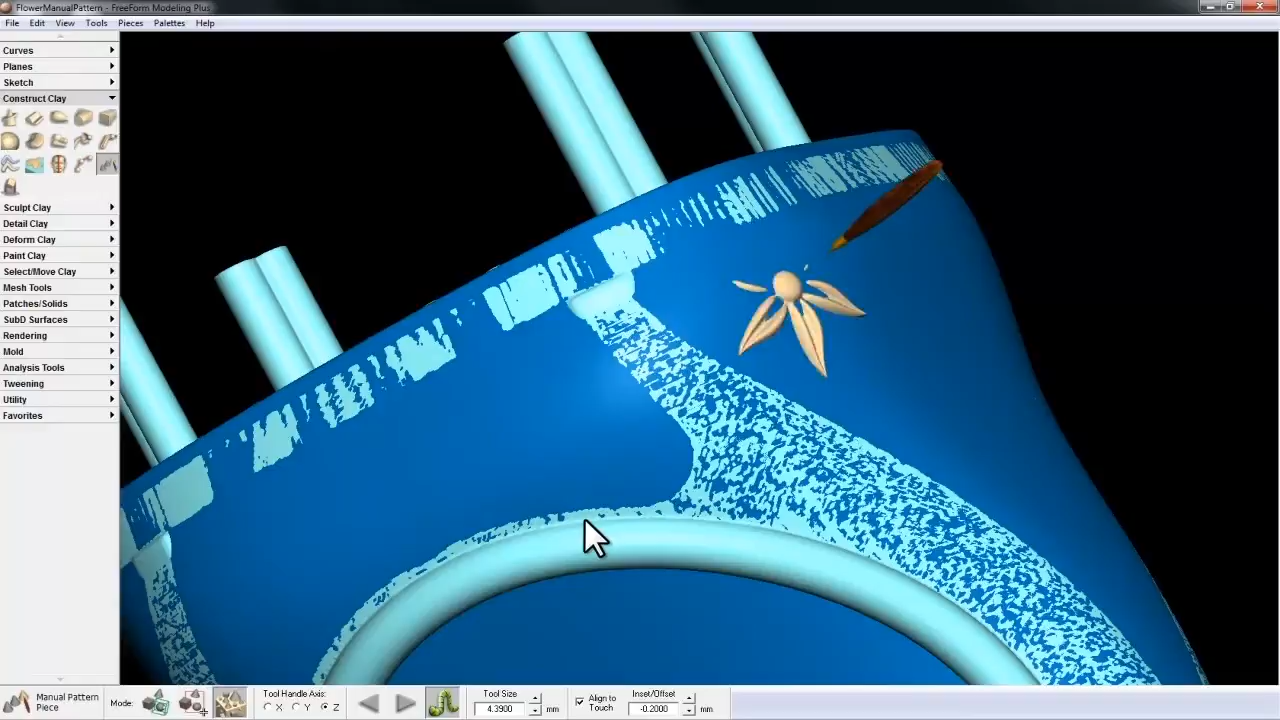 FlowerManualPattern - FreeForm Modeling Plus
File Edit View Tools Pieces Palettes Help
Curves
Planes
Sketch
Construct Clay
Sculpt Clay
Detail Clay
Deform Clay
Paint Clay
Select/Move Clay
Mesh Tools
Patches/Solids
SubD Surfaces
Rendering
Mold
Analysis Tools
Tweening
Utility
Favorites
Manual Pattern
Piece
Mode:
Tool Handle Axis:
X Y Z
Tool Size
4.3900 mm
Align to
Touch
Inset/Offset
-0.2000 mm